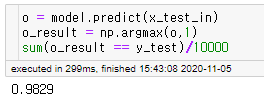 o = model.predict(x_test_in)
o_result = np.argmax(o,1)
sum(o_result == y_test)/10000
executed in 299ms, finished 15:43:08 2020-11-05
0.9829